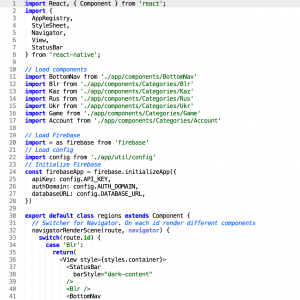 1 import React, { Component } from 'react';
2 import {
3 AppRegistry,
4 StyleSheet,
5 Navigator,
6 View,
7 StatusBar
8 } from 'react-native';
9
10 // Load components
11 import BottomNav from './app/components/BottomNav'
12 import Blr from './app/components/Categories/Blr'
13 import Kaz from './app/components/Categories/Kaz'
14 import Rus from './app/components/Categories/Rus'
15 import Ukr from './app/components/Categories/Ukr'
16 import Game from './app/components/Categories/Game'
17 import Account from './app/components/Categories/Account'
18
19 // Load Firebase
20 import * as firebase from 'firebase'
21 // Load config
22 import config from './app/util/config'
23 // Initialize Firebase
24 const firebaseApp = firebase.initializeApp({
25 apiKey: config.API_KEY,
26 authDomain: config.AUTH_DOMAIN,
27 databaseURL: config.DATABASE_URL,
28 })
29
30 export default class regions extends Component {
31 // Switcher for Navigator. On each id render different components
32 navigatorRenderScene(route, navigator) {
33 switch(route.id) {
34 case 'Blr':
35 return(
36 <View style={styles.container}>
37 <StatusBar
38 barStyle="dark-content"
39 />
40 <Blr />
41 <BottomNav